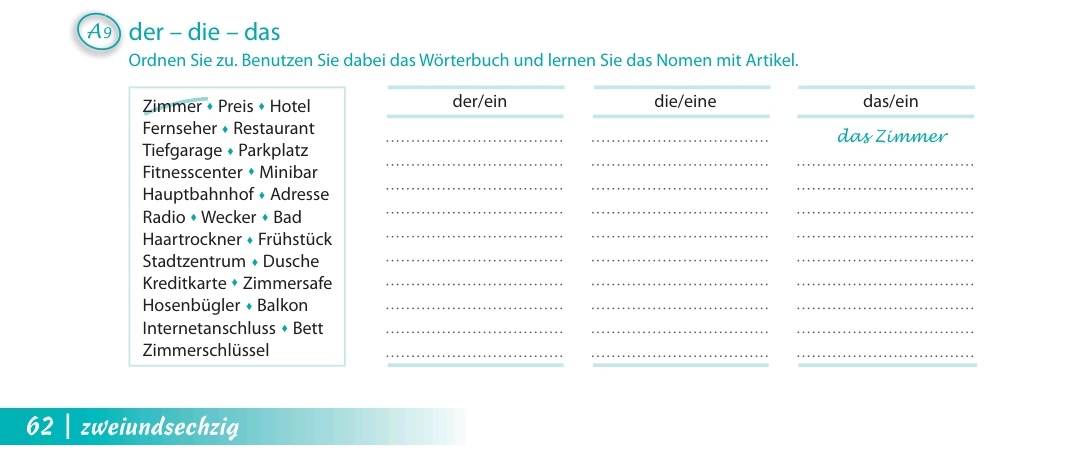 A9 der – die – das
Ordnen Sie zu. Benutzen Sie dabei das Wörterbuch und lernen Sie das Nomen mit Artikel.
Zimmer ♦ Preis ♦ Hotel
Fernseher ♦ Restaurant
Tiefgarage ♦ Parkplatz
Fitnesscenter ♦ Minibar
Hauptbahnhof ♦ Adresse
Radio ♦ Wecker ♦ Bad
Haartrockner ♦ Frühstück
Stadtzentrum ♦ Dusche
Kreditkarte ♦ Zimmersafe
Hosenbügler ♦ Balkon
Internetanschluss ♦ Bett
Zimmerschlüssel
der/ein
die/eine
das/ein
das Zimmer
62 | zweiundsechzig